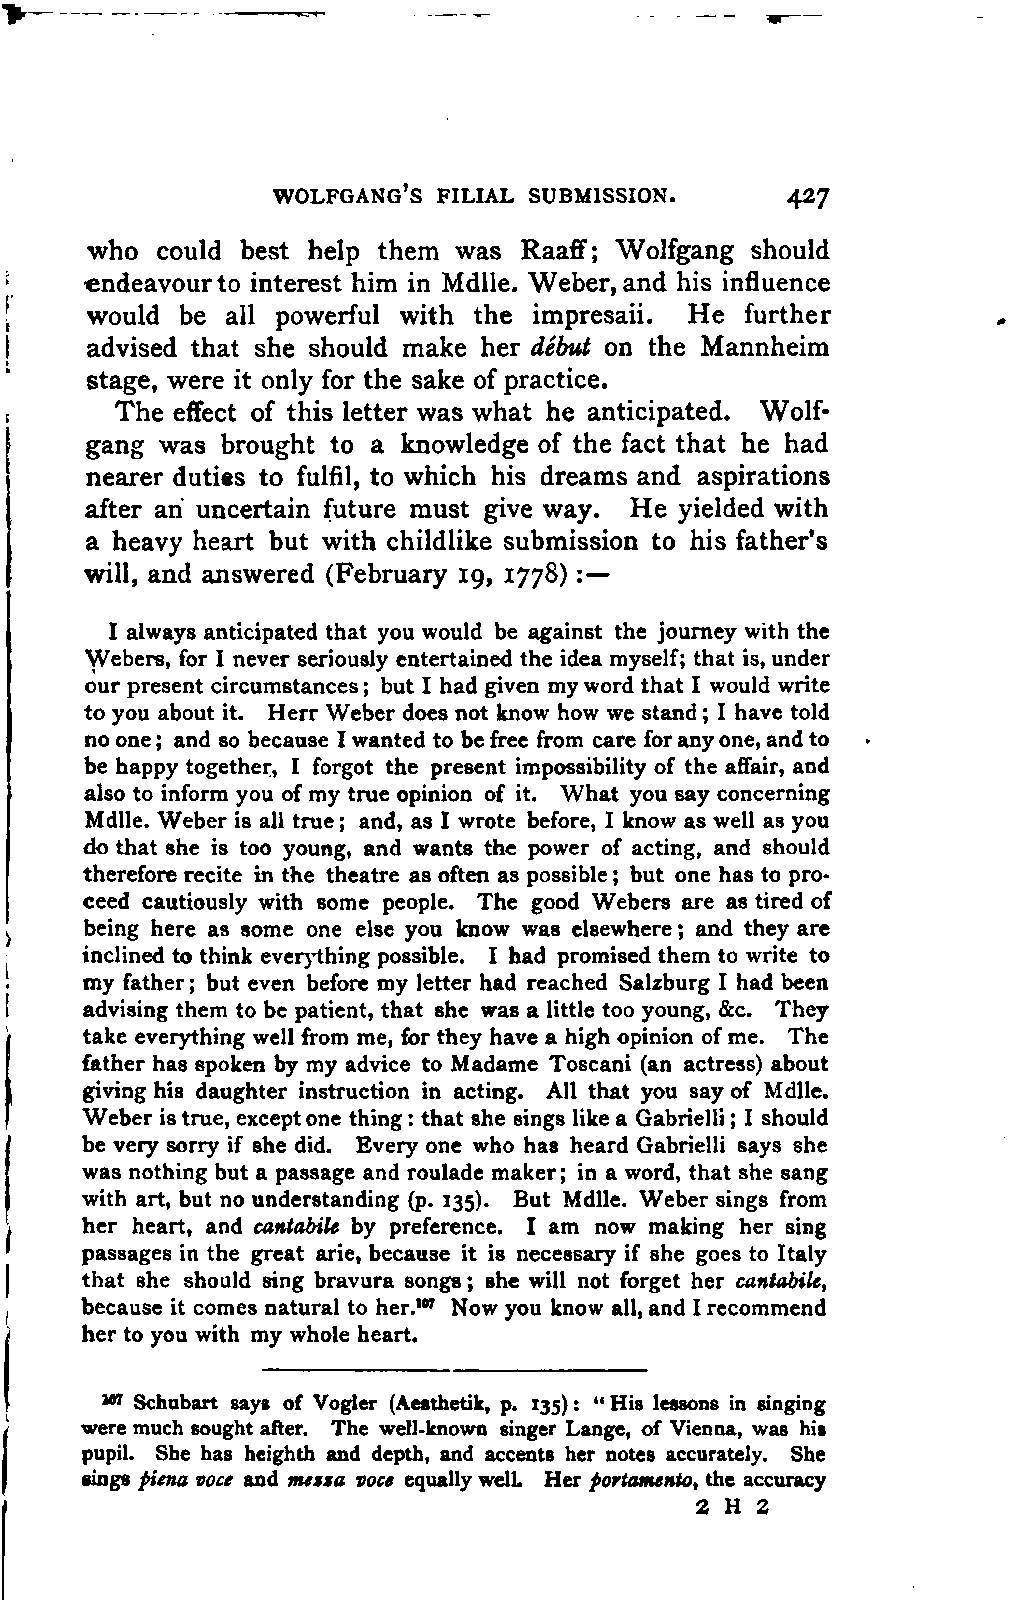 WOLFGANG'S FILIAL SUBMISSION. 427
who could best help them was Raaff; Wolfgang should
endeavour to interest him in Mdlle. Weber, and his influence
would be all powerful with the impresaii. He further
advised that she should make her début on the Mannheim
stage, were it only for the sake of practice.
The effect of this letter was what he anticipated. Wolf-
gang was brought to a knowledge of the fact that he had
nearer duties to fulfil, to which his dreams and aspirations
after an uncertain future must give way. He yielded with
a heavy heart but with childlike submission to his father's
will, and answered (February 19, 1778) :—
I always anticipated that you would be against the journey with the
Webers, for I never seriously entertained the idea myself; that is, under
our present circumstances; but I had given my word that I would write
to you about it. Herr Weber does not know how we stand; I have told
no one; and so because I wanted to be free from care for any one, and to
be happy together, I forgot the present impossibility of the affair, and
also to inform you of my true opinion of it. What you say concerning
Mdlle. Weber is all true; and, as I wrote before, I know as well as you
do that she is too young, and wants the power of acting, and should
therefore recite in the theatre as often as possible; but one has to pro-
ceed cautiously with some people. The good Webers are as tired of
being here as some one else you know was elsewhere; and they are
inclined to think everything possible. I had promised them to write to
my father; but even before my letter had reached Salzburg I had been
advising them to be patient, that she was a little too young, &c. They
take everything well from me, for they have a high opinion of me. The
father has spoken by my advice to Madame Toscani (an actress) about
giving his daughter instruction in acting. All that you say of Mdlle.
Weber is true, except one thing: that she sings like a Gabrielli; I should
be very sorry if she did. Every one who has heard Gabrielli says she
was nothing but a passage and roulade maker; in a word, that she sang
with art, but no understanding (p. 135). But Mdlle. Weber sings from
her heart, and cantabile by preference. I am now making her sing
passages in the great arie, because it is necessary if she goes to Italy
that she should sing bravura songs; she will not forget her cantabile,
because it comes natural to her.107 Now you know all, and I recommend
her to you with my whole heart.
107 Schubart says of Vogler (Aesthetik, p. 135): "His lessons in singing
were much sought after. The well-known singer Lange, of Vienna, was his
pupil. She has heighth and depth, and accents her notes accurately. She
sings piena voce and mezza voce equally well. Her portamento, the accuracy
2 H 2